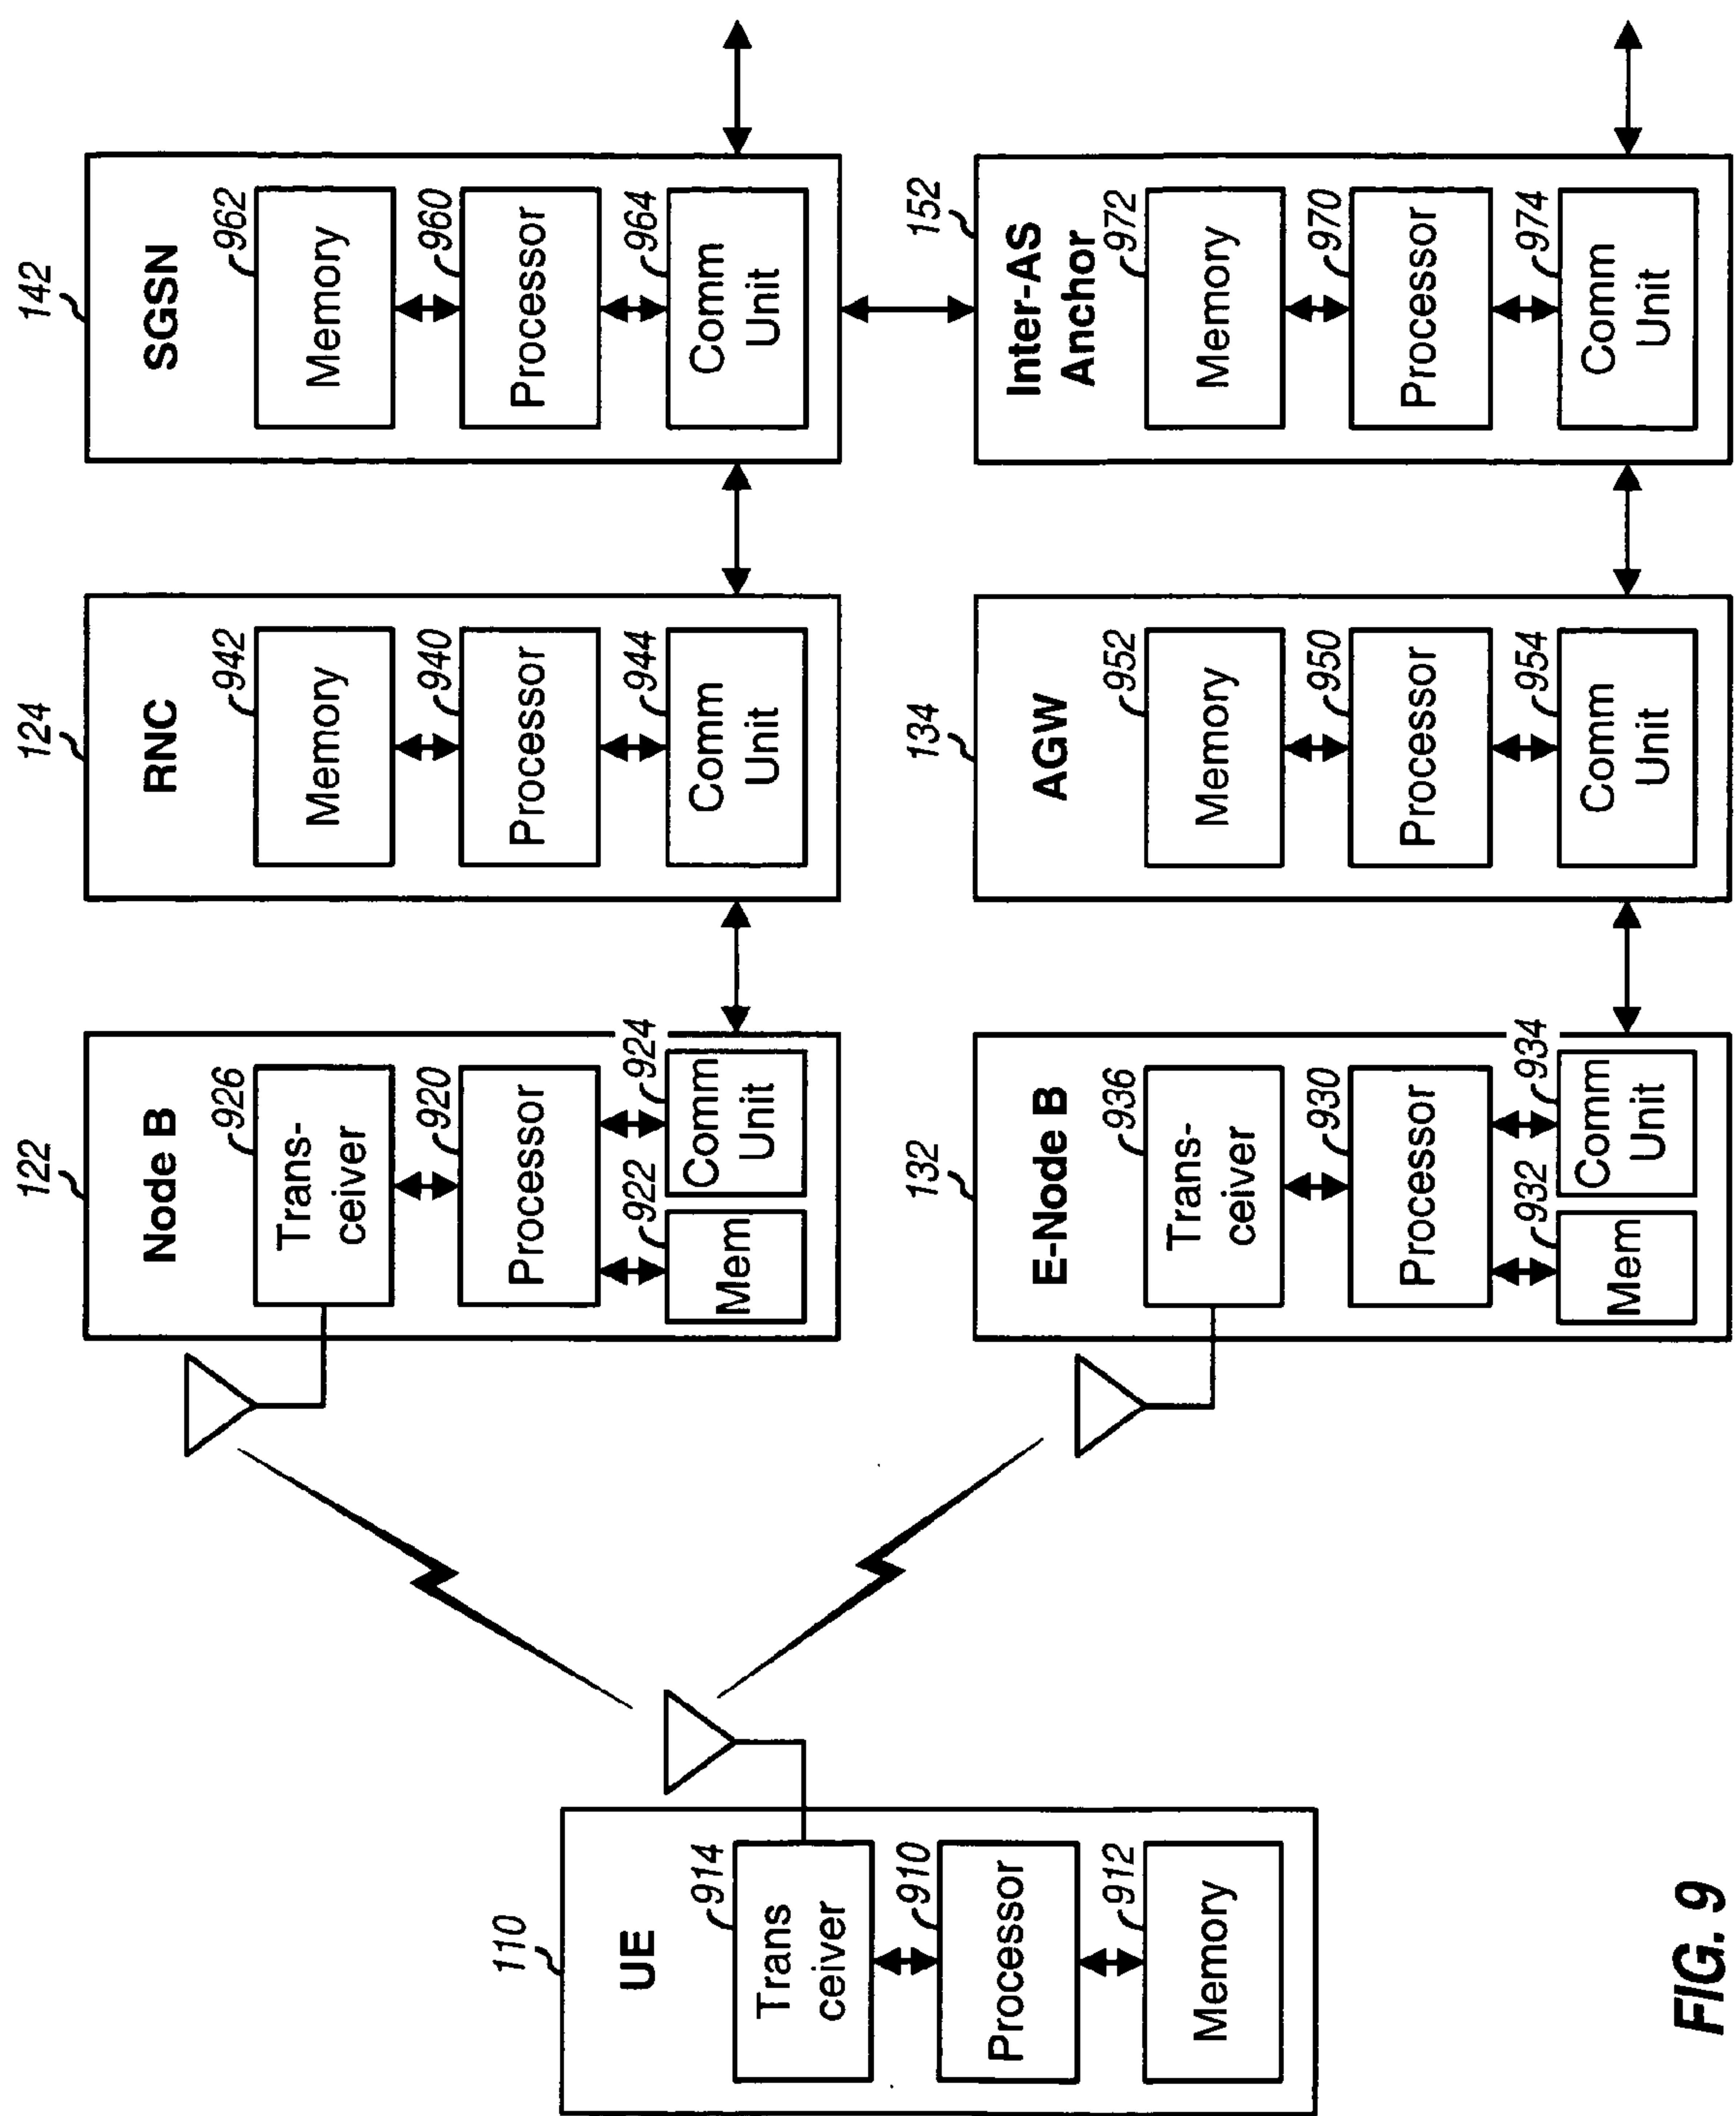 110
UE
914
Trans
ceiver
910
Processor
912
Memory
122
Node B
926
Trans-
ceiver
920
Processor
922
924
Mem
Comm
Unit
124
RNC
942
Memory
940
Processor
944
Comm
Unit
142
SGSN
962
Memory
960
Processor
964
Comm
Unit
132
E-Node B
936
Trans-
ceiver
930
Processor
932
934
Mem
Comm
Unit
134
AGW
952
Memory
950
Processor
954
Comm
Unit
152
Inter-AS
Anchor
972
Memory
970
Processor
974
Comm
Unit
FIG. 9